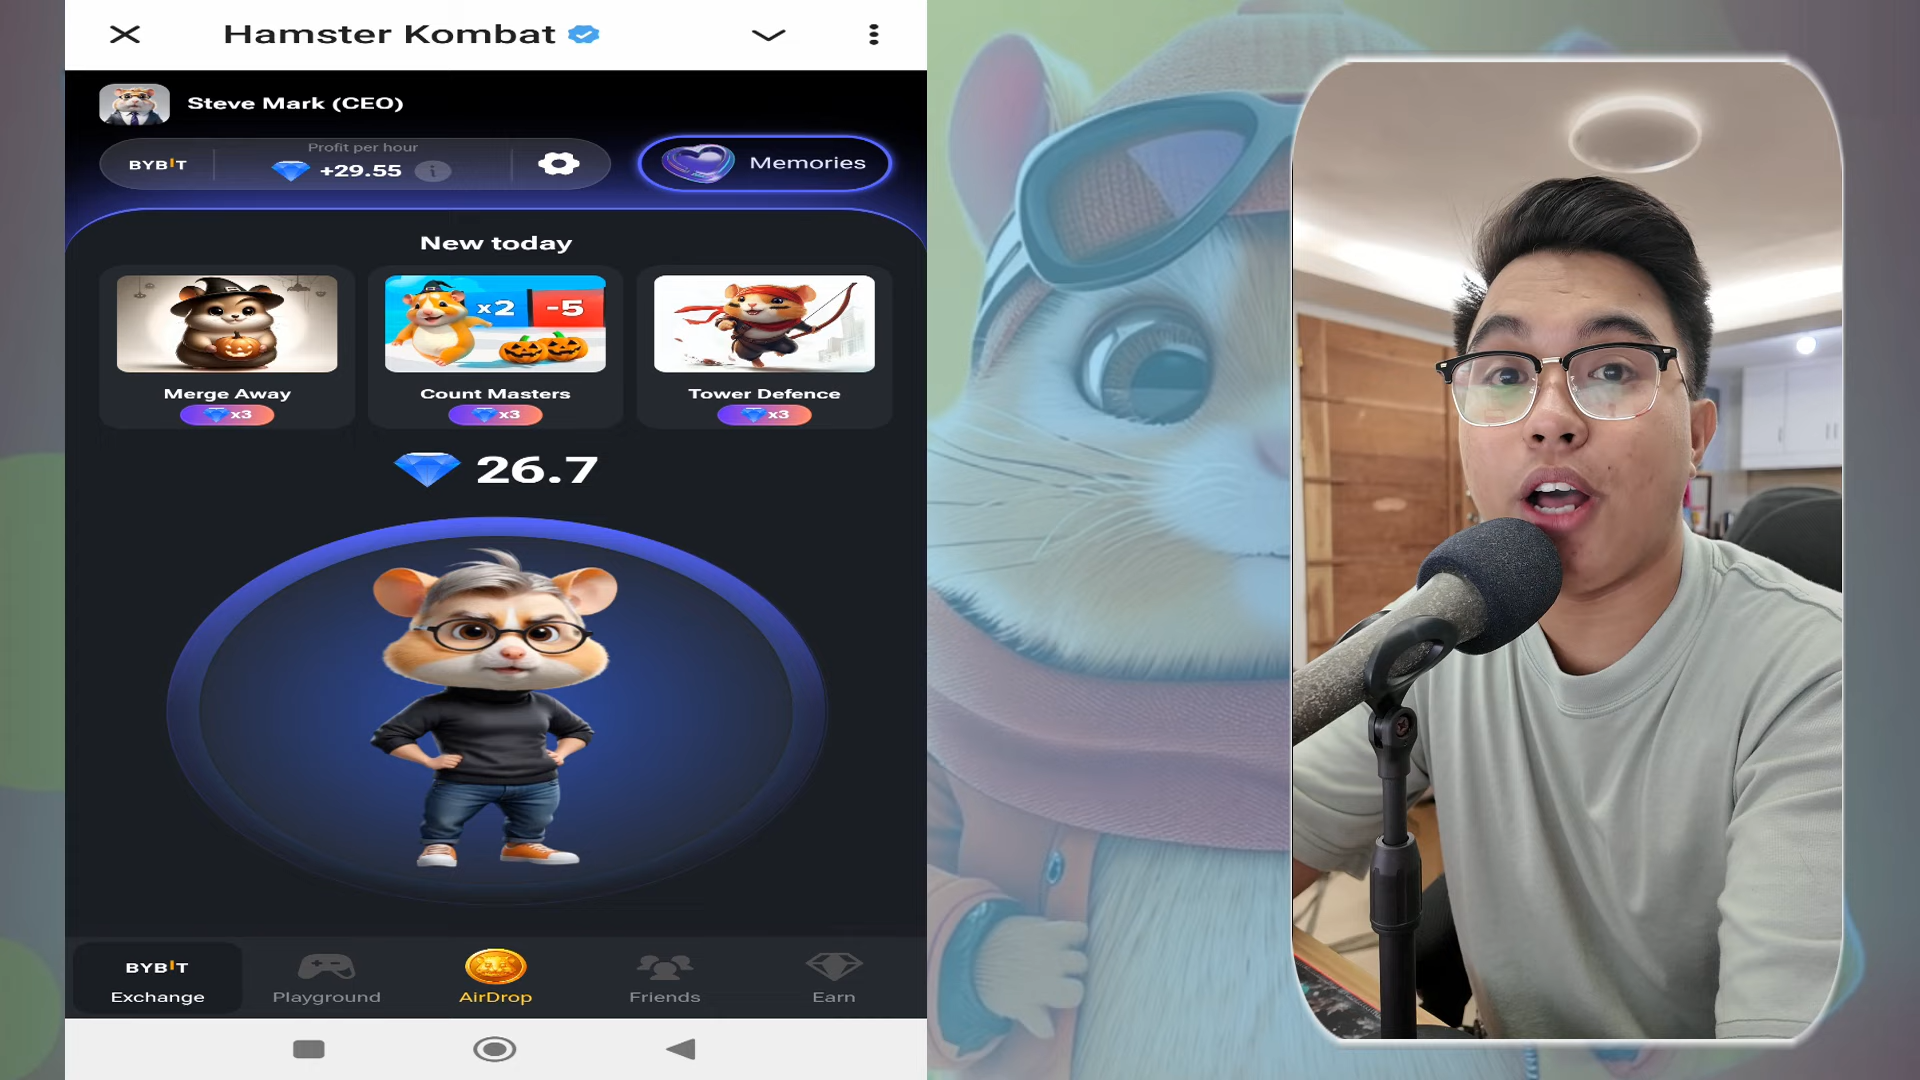 Hamster Kombat
Steve Mark (CEO)
BYBIT
Profit per hour
+29.55
Memories
New today
x2
-5
Merge Away
x3
Count Masters
x3
Tower Defence
x3
26.7
BYBIT
Exchange
Playground
AirDrop
Friends
Earn